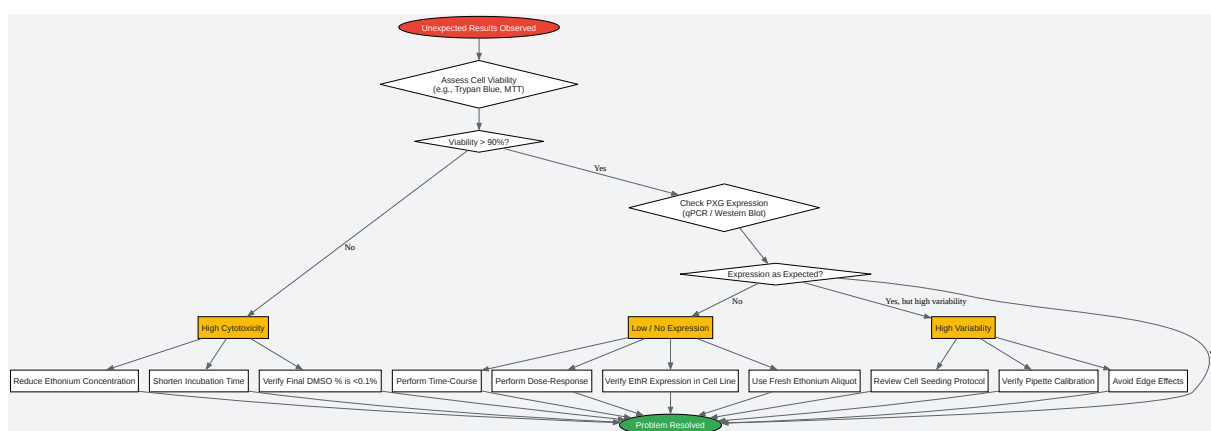 Unexpected Results Observed
Assess Cell Viability
(e.g., Trypan Blue, MTT)
Viability > 90%?
Yes
Check PXG Expression
(qPCR / Western Blot)
No
Expression as Expected?
No
Yes, but high variability
High Cytotoxicity
Low / No Expression
High Variability
Reduce Ethonium Concentration
Shorten Incubation Time
Verify Final DMSO % is <0.1%
Perform Time-Course
Perform Dose-Response
Verify EthR Expression in Cell Line
Use Fresh Ethonium Aliquot
Review Cell Seeding Protocol
Verify Pipette Calibration
Avoid Edge Effects
Problem Resolved